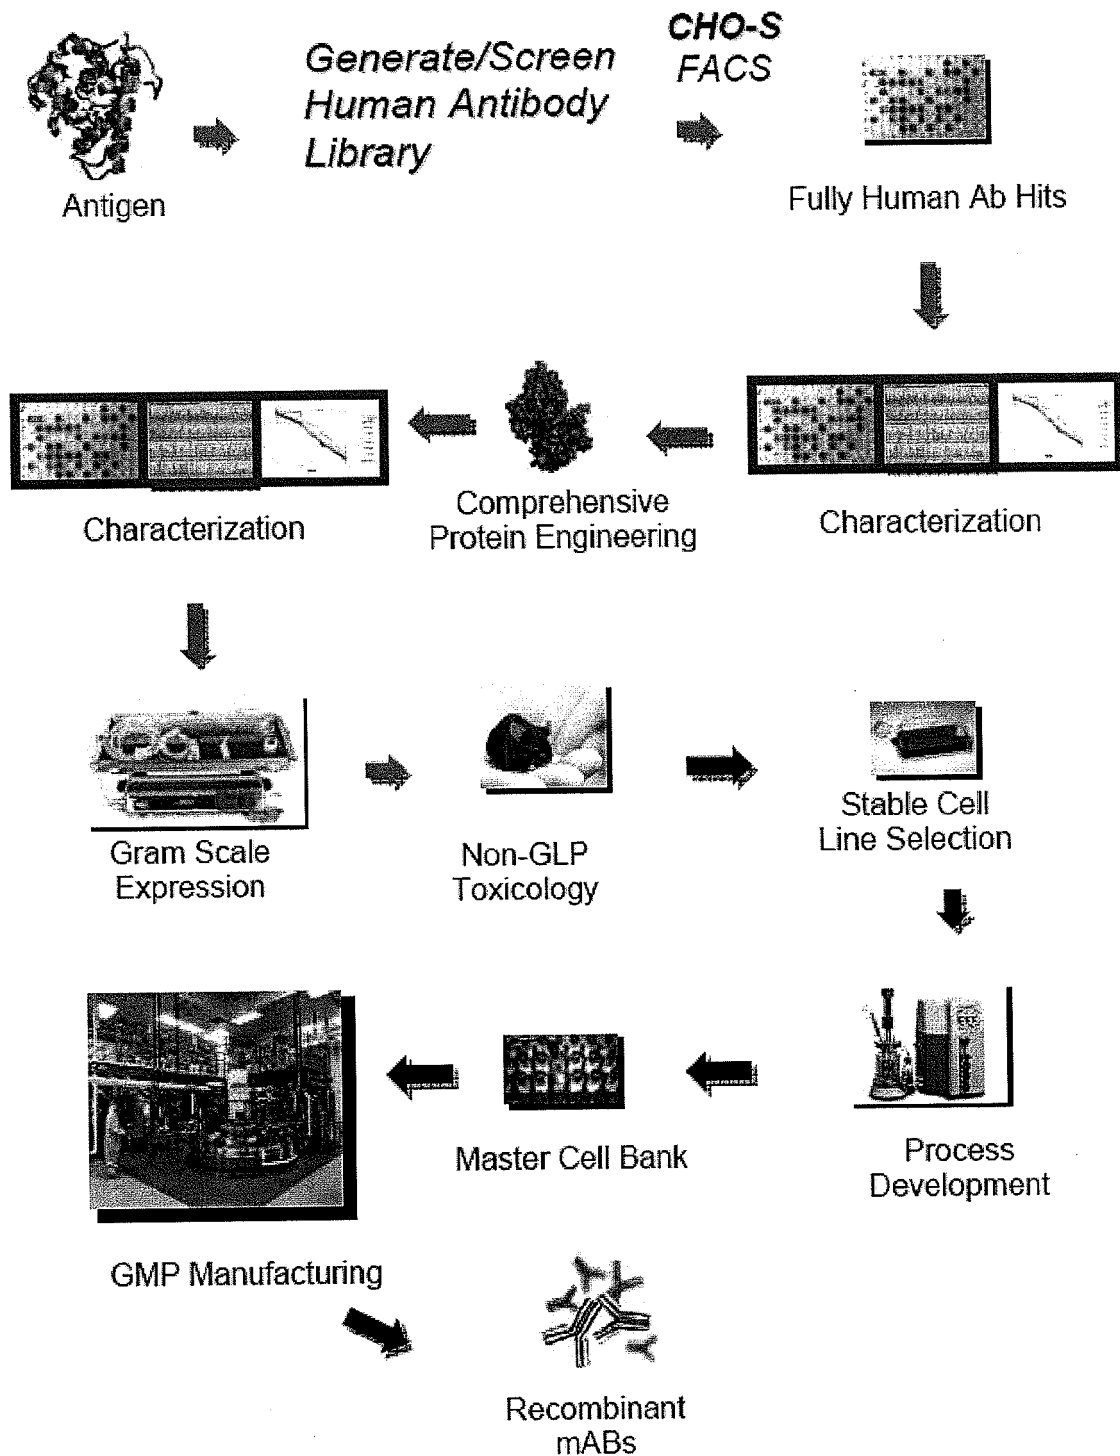 Generate/Screen
Human Antibody
Library
CHO-S
FACS
Antigen
Fully Human Ab Hits
Characterization
Comprehensive
Protein Engineering
Characterization
Gram Scale
Expression
Non-GLP
Toxicology
Stable Cell
Line Selection
GMP Manufacturing
Master Cell Bank
Process
Development
Recombinant
mABs